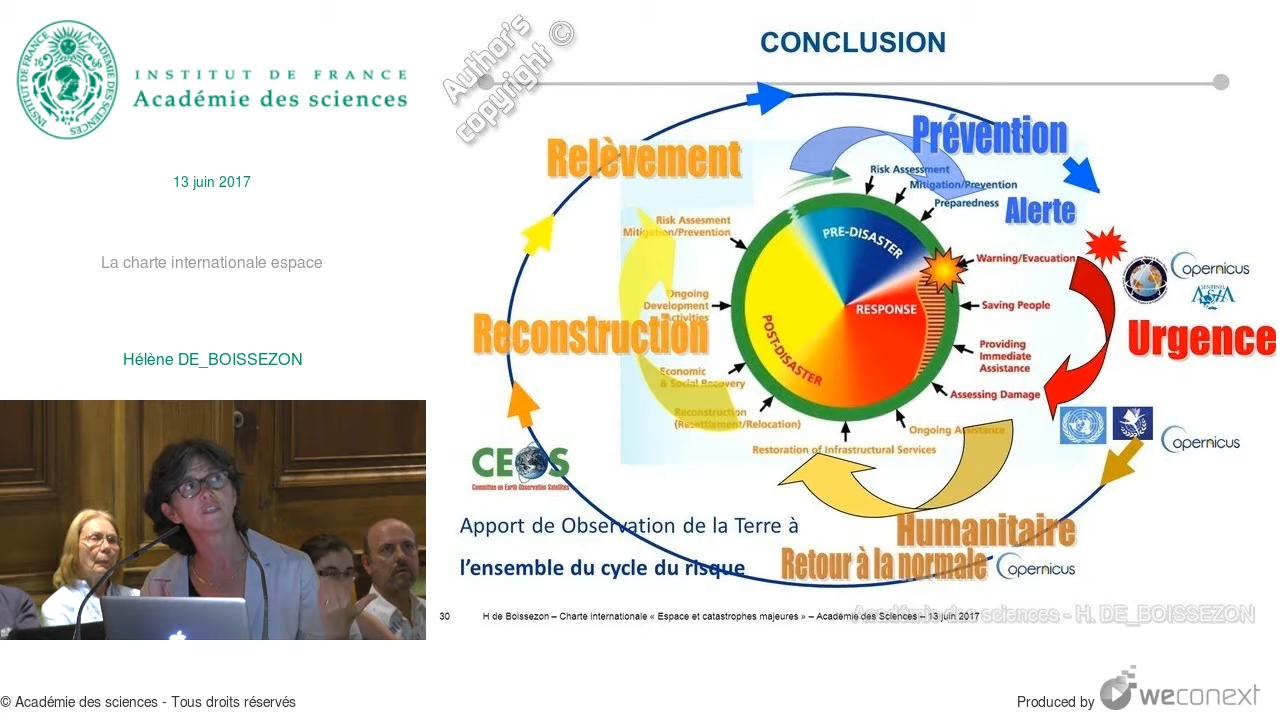 INSTITUT DE FRANCE
Académie des sciences
13 juin 2017
La charte internationale espace
Hélène DE_BOISSEZON
Author's
copyright ©
CONCLUSION
Relèvement
Prévention
Alerte
Risk Assessment
Mitigation/Prevention
Préparedness
Risk Assesment
Mitigation/Prevention
PRE-DISASTER
Warning/Evacuation
Copernicus
SENTINEL
ASIA
Ongoing
Development
Activities
RESPONSE
Saving People
Urgence
Reconstruction
POST-DISASTER
Providing
Immediate
Assistance
Economic
& Social Recovery
Assessing Damage
Reconstruction
(Resettlement/Relocation)
Ongoing Assistance
Restoration of Infrastructural Services
Copernicus
CEOS
Committee on Earth Observation Satellites
Apport de Observation de la Terre à
l'ensemble du cycle du risque
Humanitaire
Retour à la normale
Copernicus
30
H de Boissezon – Charte internationale « Espace et catastrophes majeures » – Académie des Sciences – 13 juin 2017
Académie des sciences - H. DE_BOISSEZON
© Académie des sciences - Tous droits réservés
Produced by
weconext